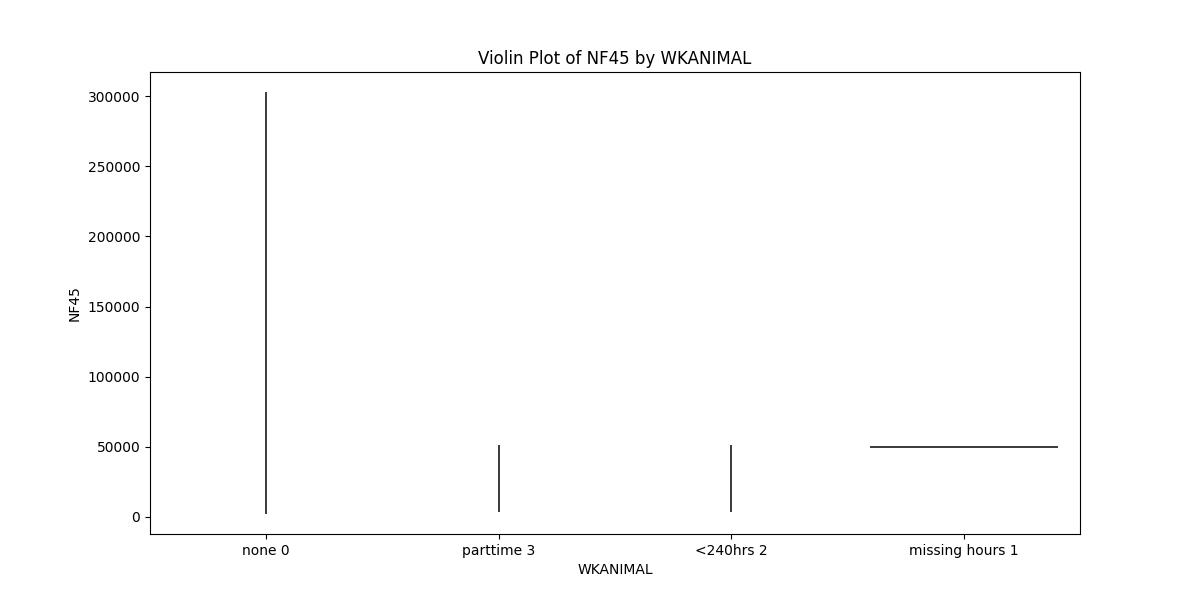 Violin Plot of NF45 by WKANIMAL
300000
250000
200000
150000
100000
50000
0
NF45
none 0
parttime 3
<240hrs 2
missing hours 1
WKANIMAL